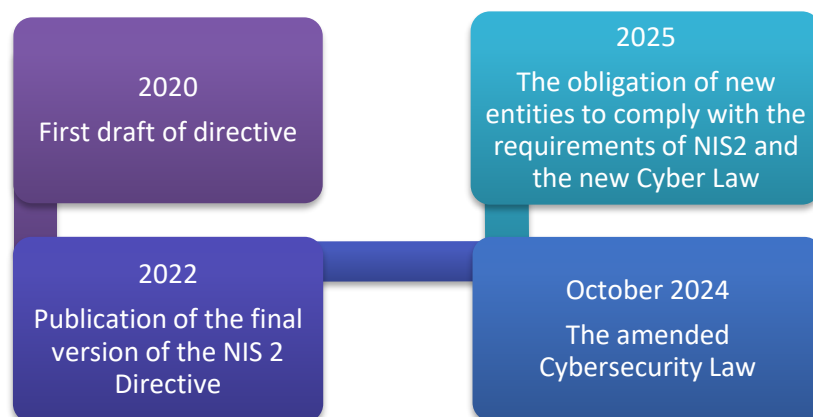 2020
First draft of directive
2022
Publication of the final
version of the NIS 2
Directive
October 2024
The amended
Cybersecurity Law
2025
The obligation of new
entities to comply with the
requirements of NIS2 and
the new Cyber Law